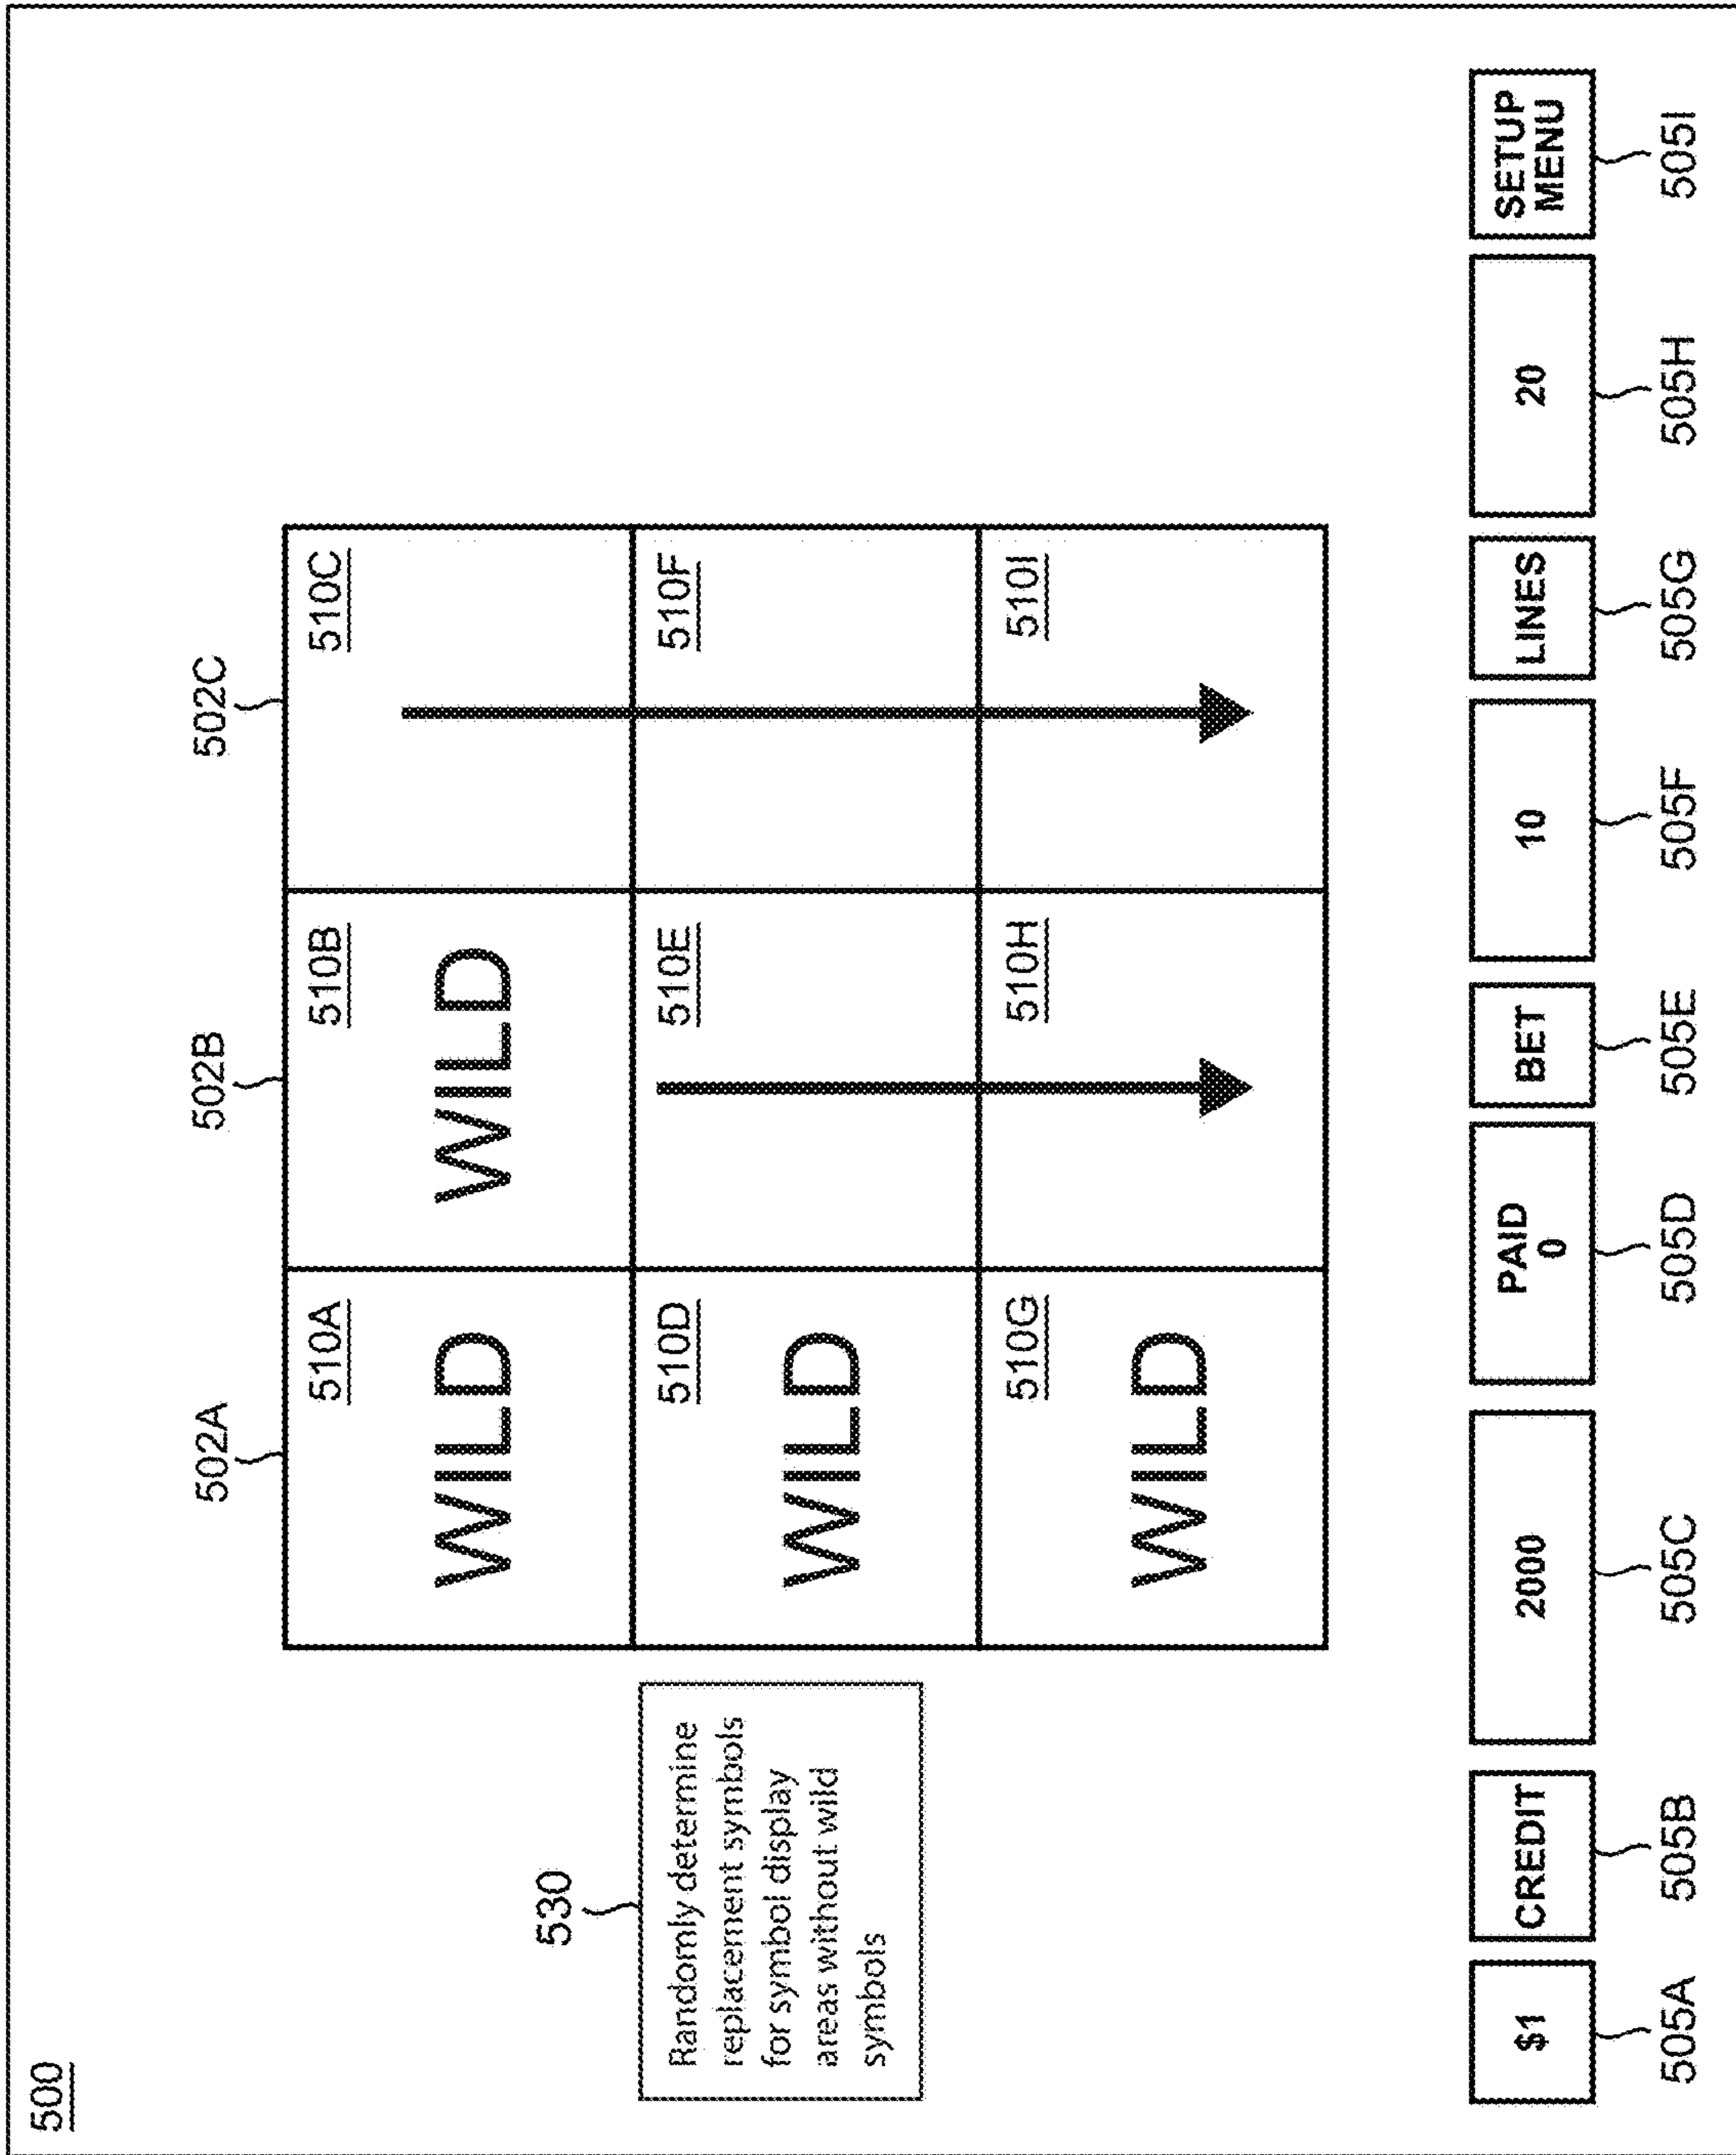 500
502A 502B 502C
510A 510B 510C
WILD WILD
530
Randomly determine
replacement symbols
for symbol display
areas without wild
symbols
510D 510E 510F
WILD
510G 510H 510I
WILD
$1 CREDIT 2000 PAID
0 BET 10 LINES 20 SETUP
MENU
505A 505B 505C 505D 505E 505F 505G 505H 505I